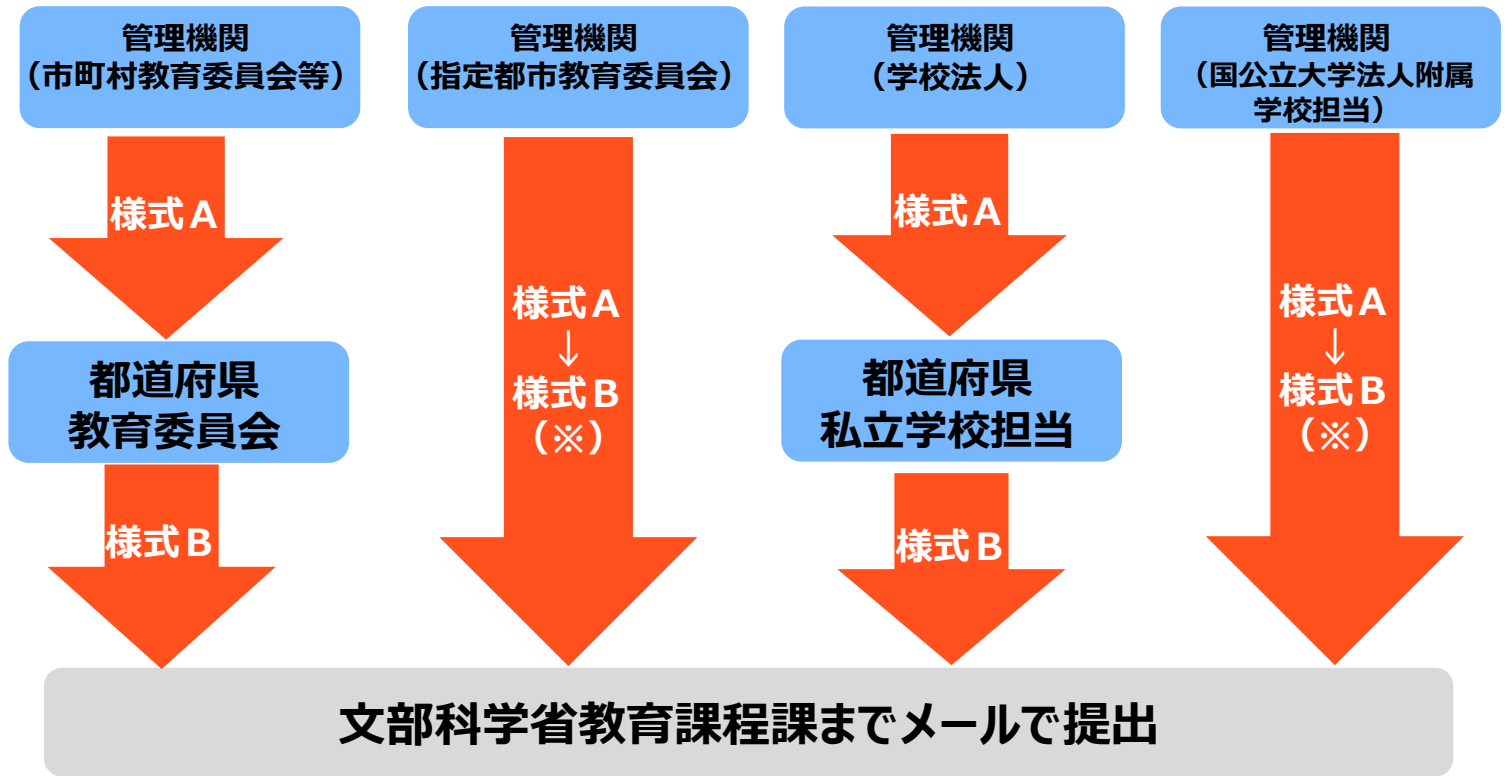 管理機関
（市町村教育委員会等）
管理機関
（指定都市教育委員会）
管理機関
（学校法人）
管理機関
（国公立大学法人附属
学校担当）
様式A
様式A
↓
様式B
（※）
様式A
様式A
↓
様式B
（※）
都道府県
教育委員会
都道府県
私立学校担当
様式B
様式B
文部科学省教育課程課までメールで提出